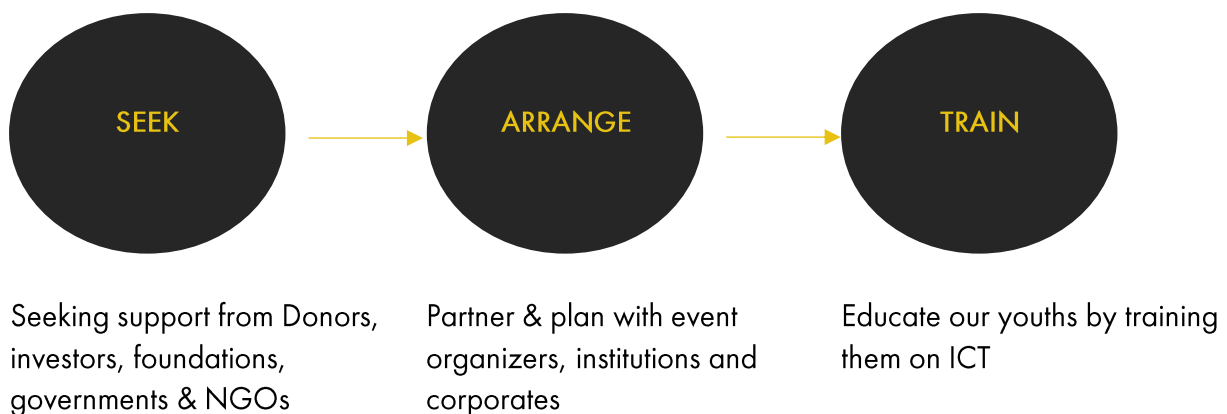 SEEK
ARRANGE
TRAIN
Seeking support from Donors,
investors, foundations,
governments & NGOs
Partner & plan with event
organizers, institutions and
corporates
Educate our youths by training
them on ICT